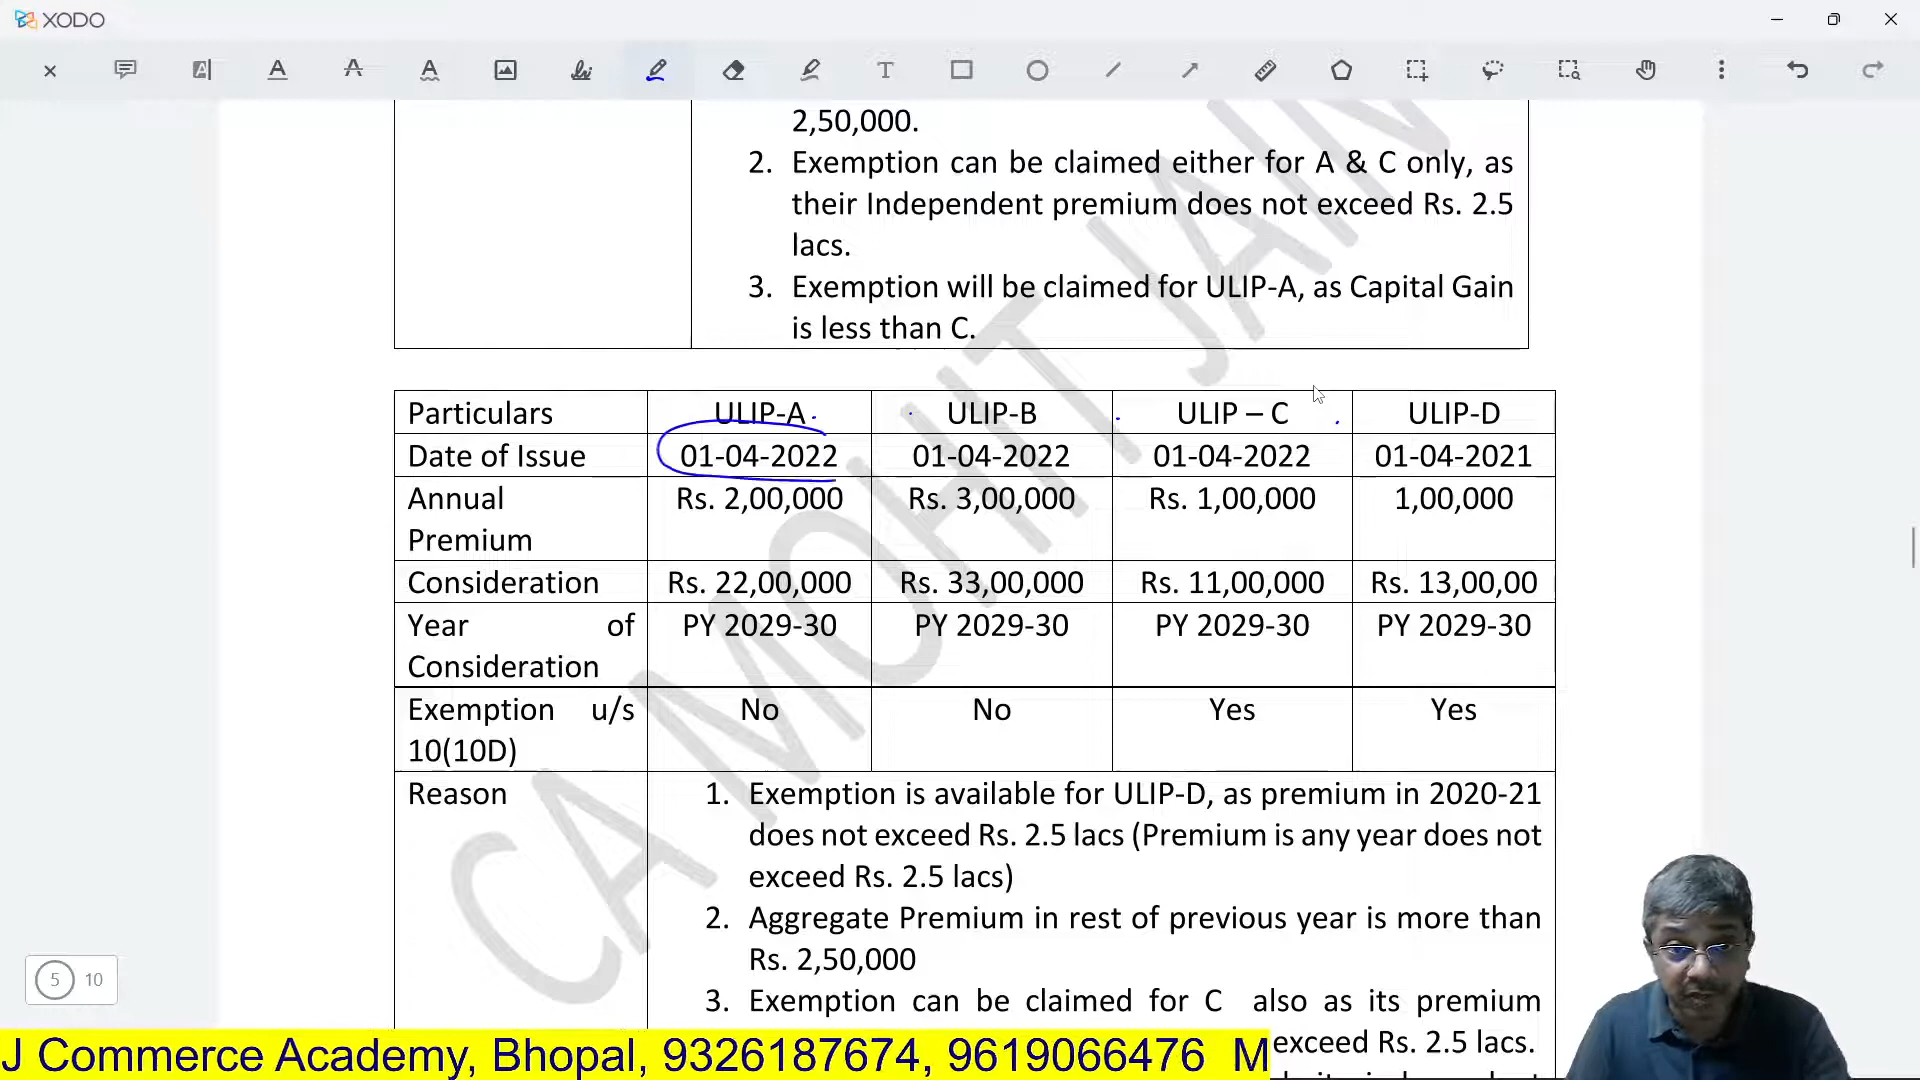 XODO
2,50,000.
2. Exemption can be claimed either for A & C only, as
their Independent premium does not exceed Rs. 2.5
lacs.
3. Exemption will be claimed for ULIP-A, as Capital Gain
is less than C.
Particulars ULIP-A ULIP-B ULIP – C ULIP-D
Date of Issue 01-04-2022 01-04-2022 01-04-2022 01-04-2021
Annual Premium Rs. 2,00,000 Rs. 3,00,000 Rs. 1,00,000 1,00,000
Consideration Rs. 22,00,000 Rs. 33,00,000 Rs. 11,00,000 Rs. 13,00,00
Year of Consideration PY 2029-30 PY 2029-30 PY 2029-30 PY 2029-30
Exemption u/s 10(10D) No No Yes Yes
Reason 1. Exemption is available for ULIP-D, as premium in 2020-21
does not exceed Rs. 2.5 lacs (Premium is any year does not
exceed Rs. 2.5 lacs)
2. Aggregate Premium in rest of previous year is more than
Rs. 2,50,000
3. Exemption can be claimed for C also as its premium
exceed Rs. 2.5 lacs.
CA MOHIT JAIN
5 10
J Commerce Academy, Bhopal, 9326187674, 9619066476 M